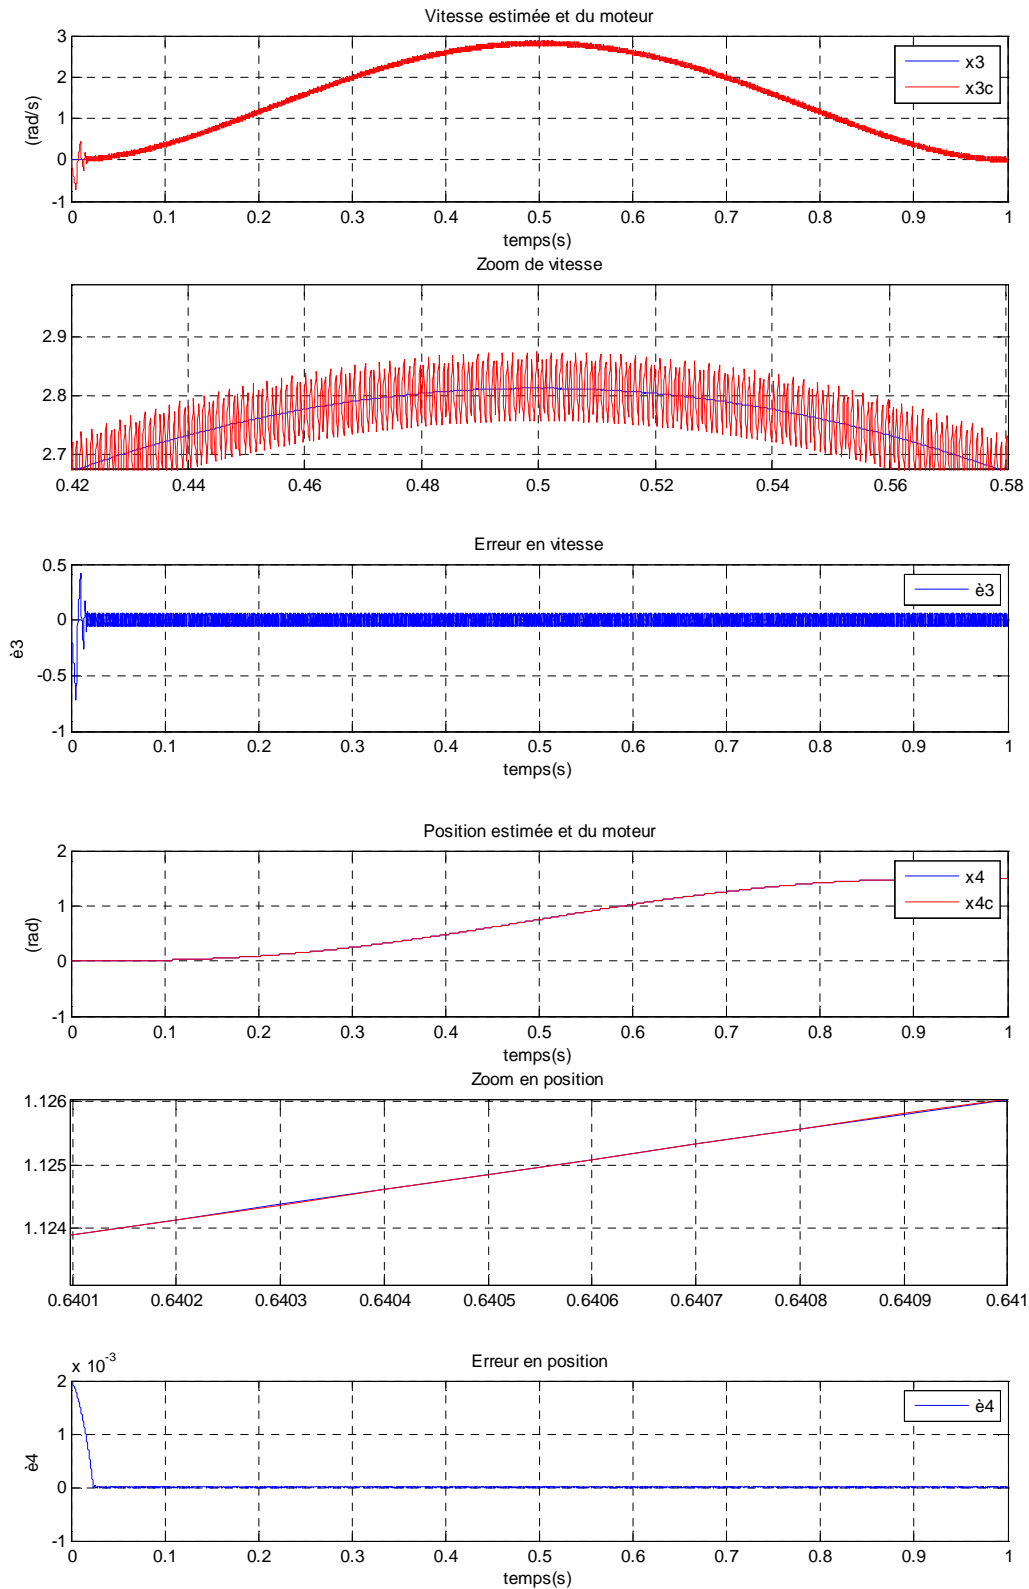 Vitesse estimée et du moteur
3
2
1
0
-1
(rad/s)
x3
x3c
0 0.1 0.2 0.3 0.4 0.5 0.6 0.7 0.8 0.9 1
temps(s)
Zoom de vitesse
2.9
2.8
2.7
0.42 0.44 0.46 0.48 0.5 0.52 0.54 0.56 0.58
Erreur en vitesse
0.5
0
-0.5
-1
è3
è3
0 0.1 0.2 0.3 0.4 0.5 0.6 0.7 0.8 0.9 1
temps(s)
Position estimée et du moteur
2
1
0
-1
(rad)
x4
x4c
0 0.1 0.2 0.3 0.4 0.5 0.6 0.7 0.8 0.9 1
temps(s)
Zoom en position
1.126
1.125
1.124
0.6401 0.6402 0.6403 0.6404 0.6405 0.6406 0.6407 0.6408 0.6409 0.641
x 10-3
Erreur en position
2
1
0
-1
è4
è4
0 0.1 0.2 0.3 0.4 0.5 0.6 0.7 0.8 0.9 1
temps(s)